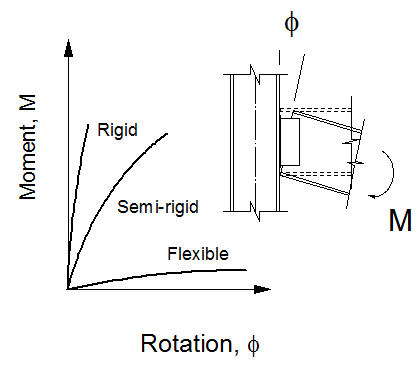 ϕ
Moment, M
Rigid
Semi-rigid
Flexible
M
Rotation, ϕ